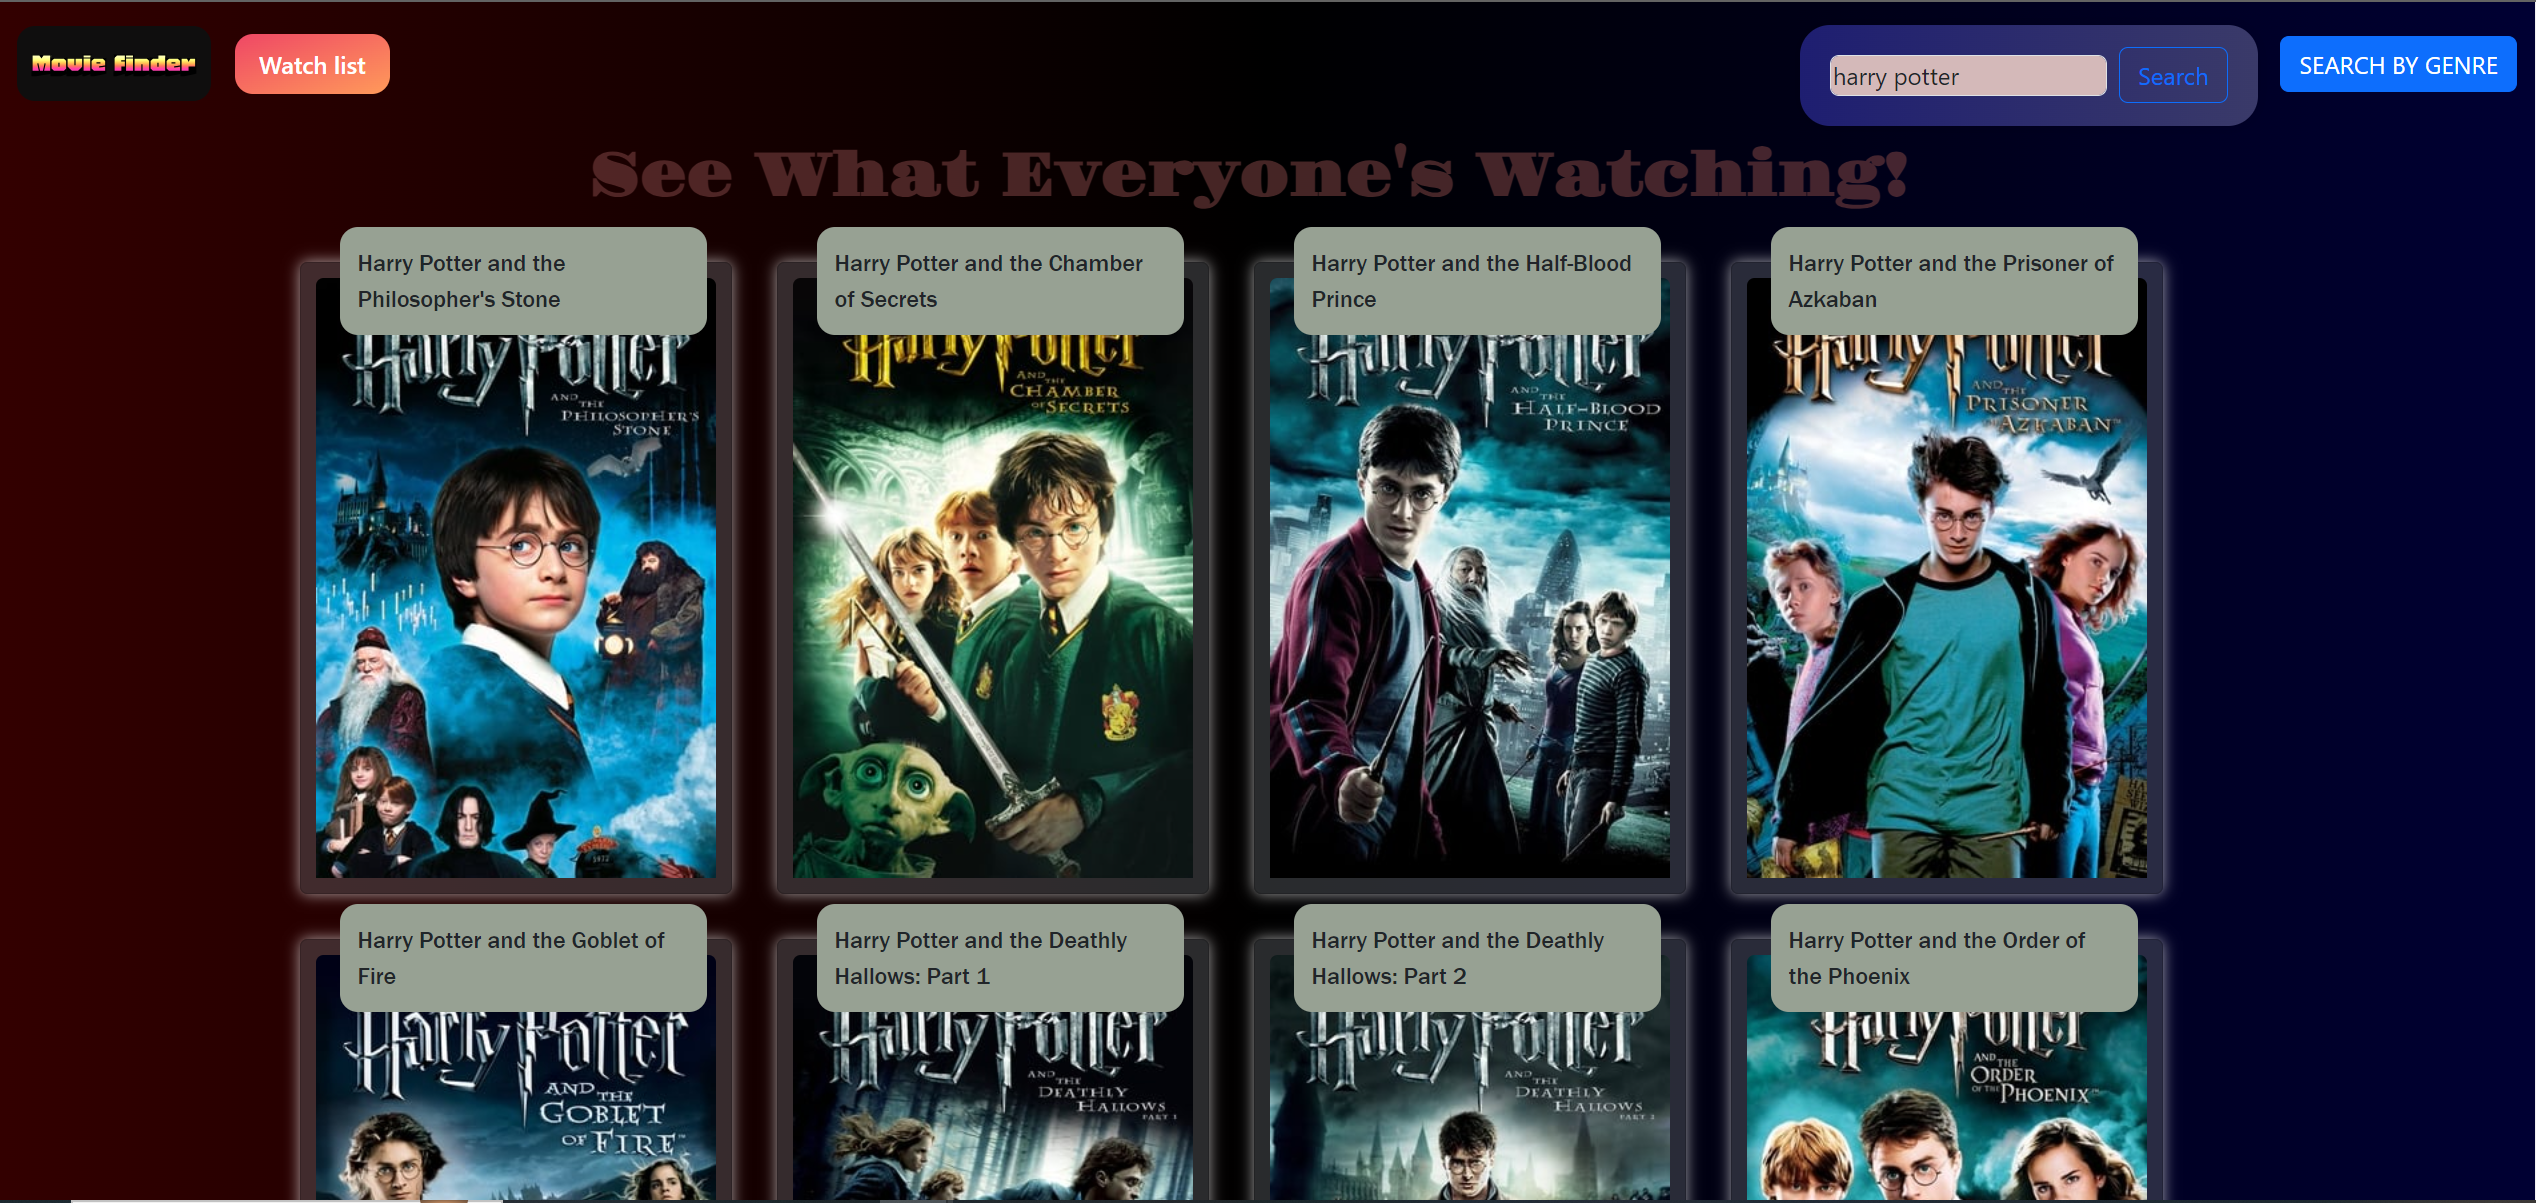 Movie finder
Watch list
harry potter
Search
SEARCH BY GENRE
See What Everyone's Watching!
Harry Potter and the
Philosopher's Stone
Harry Potter and the Chamber
of Secrets
Harry Potter and the Half-Blood
Prince
Harry Potter and the Prisoner of
Azkaban
Harry Potter
AND
THE
PHILOSOPHER'S
STONE
5972
Harry Potter
AND
THE
CHAMBER
OF SECRETS
Harry Potter
AND
THE
HALF-BLOOD
PRINCE
Harry Potter
AND
THE
PRISONER
OF AZKABAN™
Harry Potter and the Goblet of
Fire
Harry Potter and the Deathly
Hallows: Part 1
Harry Potter and the Deathly
Hallows: Part 2
Harry Potter and the Order of
the Phoenix
Harry Potter
AND THE
GOBLET
OF FIRE™
Harry Potter
AND
THE
DEATHLY
HALLOWS
PART 1
Harry Potter
AND
THE
DEATHLY
HALLOWS
PART 2
Harry Potter
AND
THE
ORDER
OF THE PHOENIX™